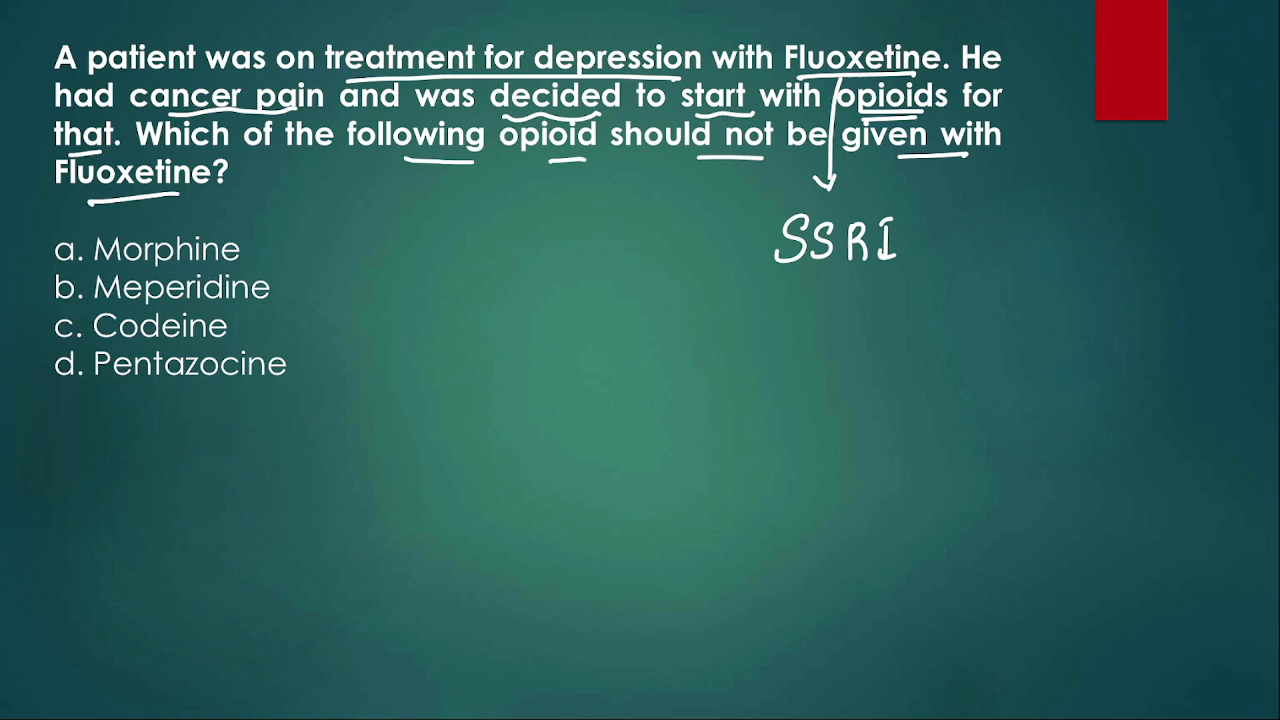 A patient was on treatment for depression with Fluoxetine. He
had cancer pain and was decided to start with opioids for
that. Which of the following opioid should not be given with
Fluoxetine?
SSRI
a. Morphine
b. Meperidine
c. Codeine
d. Pentazocine